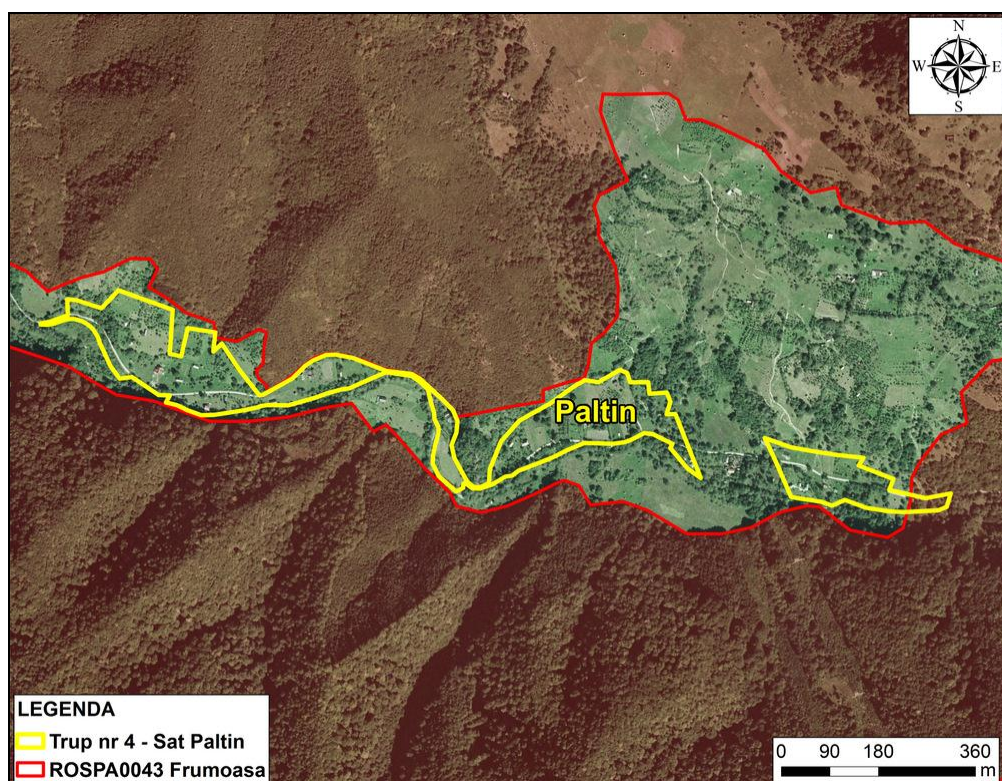 N
W E
S
Paltin
LEGENDA
Trup nr 4 - Sat Paltin
ROSPA0043 Frumoasa
0 90 180 360
m